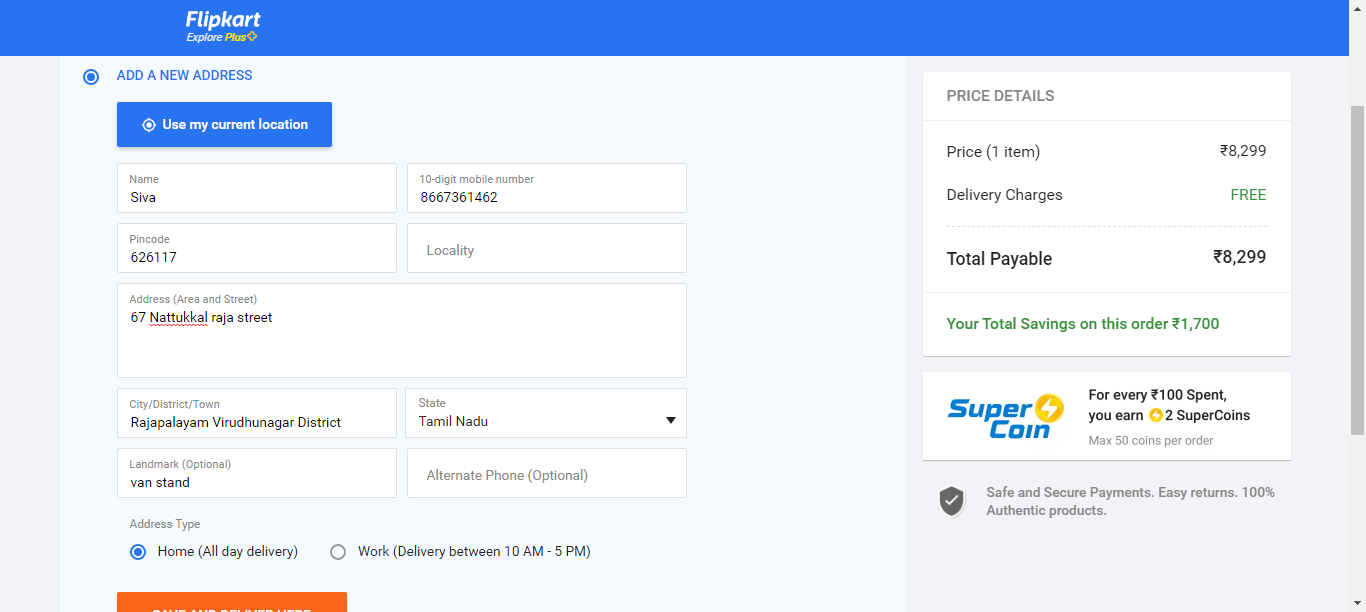 Flipkart
Explore Plus
ADD A NEW ADDRESS
Use my current location
Name
Siva
10-digit mobile number
8667361462
Pincode
626117
Locality
Address (Area and Street)
67 Nattukkal raja street
City/District/Town
Rajapalayam Virudhunagar District
State
Tamil Nadu
Landmark (Optional)
van stand
Alternate Phone (Optional)
Address Type
Home (All day delivery)
Work (Delivery between 10 AM - 5 PM)
SAVE AND DELIVER HERE
PRICE DETAILS
Price (1 item) ₹8,299
Delivery Charges FREE
Total Payable ₹8,299
Your Total Savings on this order ₹1,700
Super Coin
For every ₹100 Spent,
you earn 2 SuperCoins
Max 50 coins per order
Safe and Secure Payments. Easy returns. 100%
Authentic products.